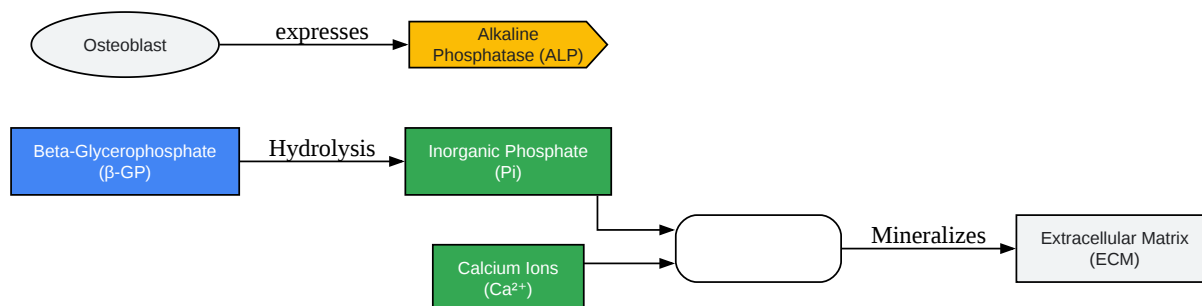 Osteoblast
expresses
Alkaline
Phosphatase (ALP)
Beta-Glycerophosphate
(β-GP)
Hydrolysis
Inorganic Phosphate
(Pi)
Calcium Ions
(Ca²⁺)
Mineralizes
Extracellular Matrix
(ECM)